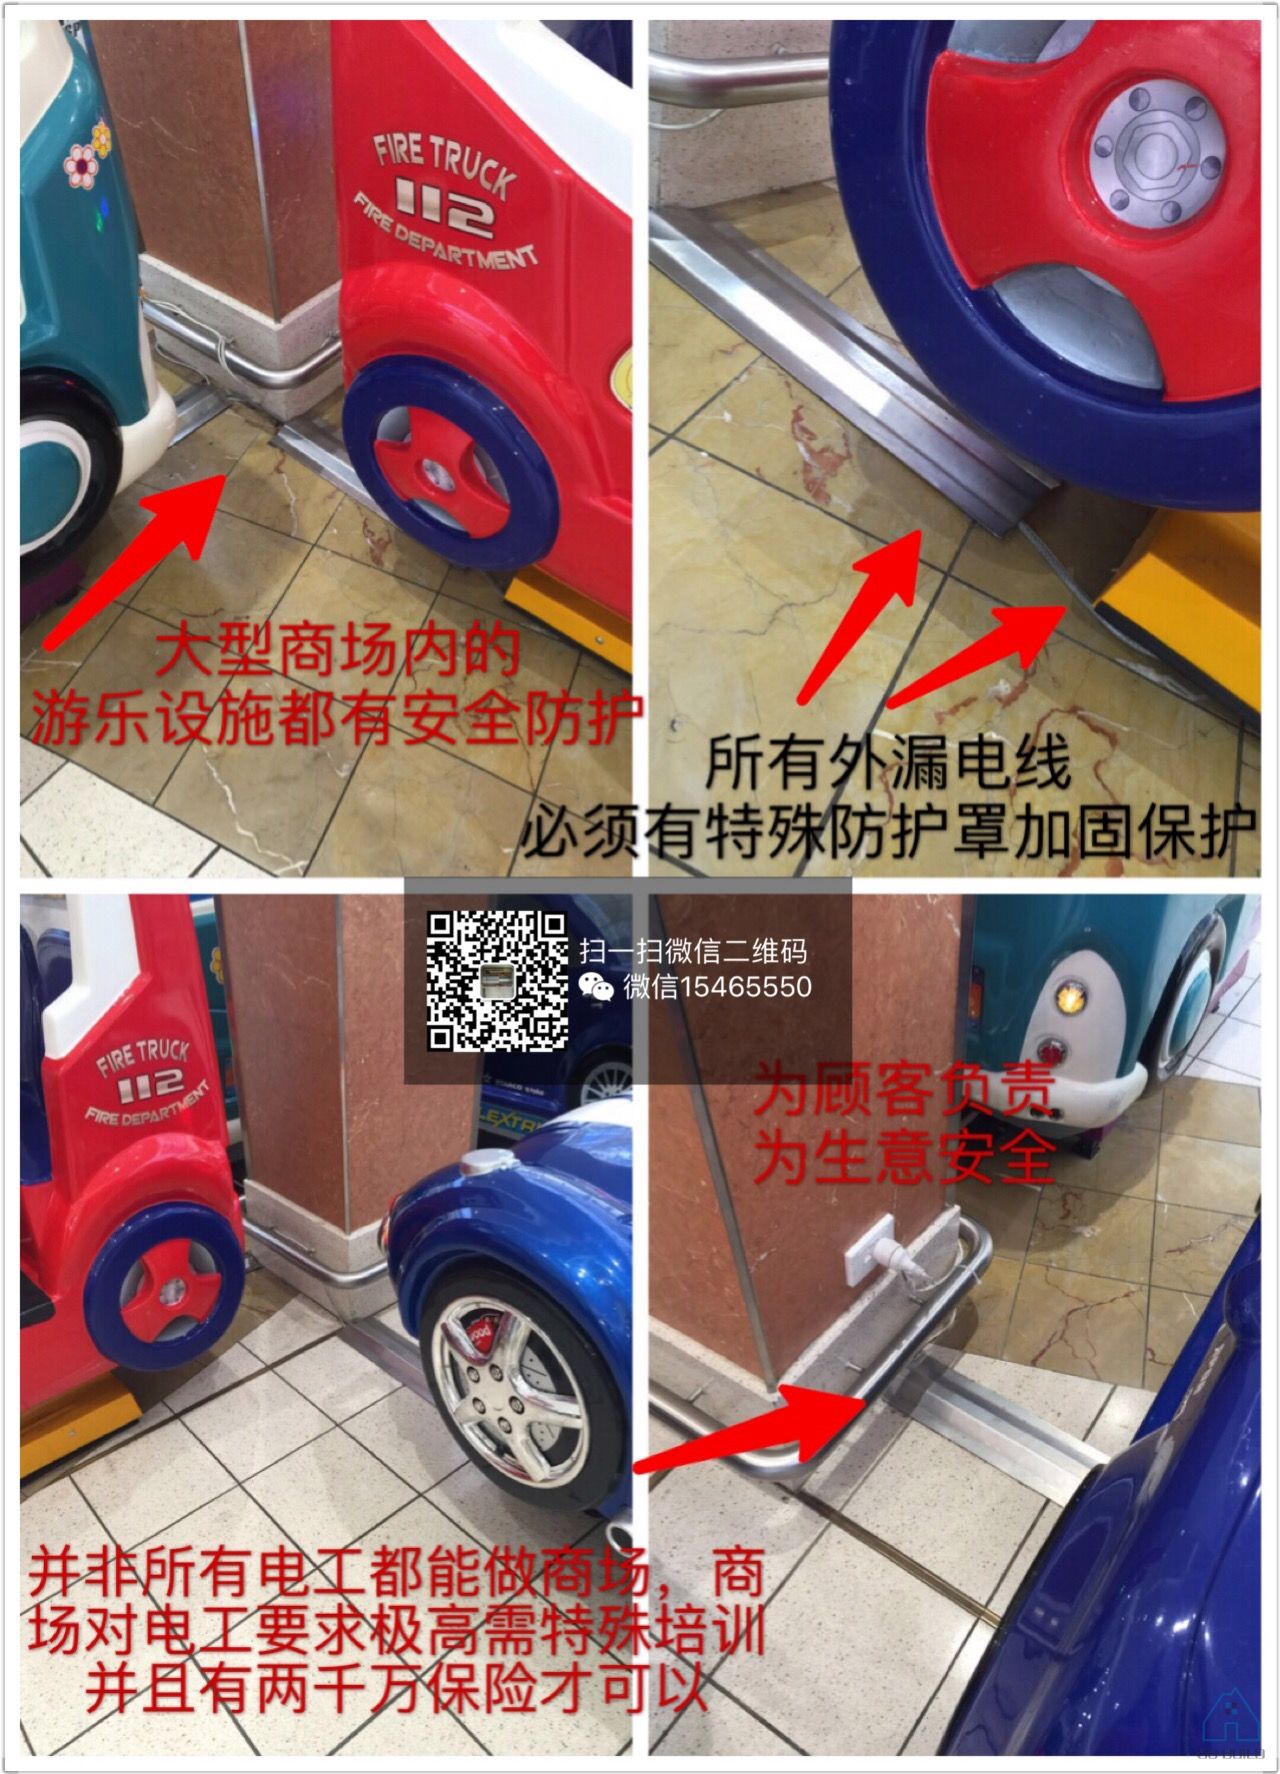 FIRE TRUCK
112
FIRE DEPARTMENT
大型商场内的
游乐设施都有安全防护
所有外漏电线
必须有特殊防护罩加固保护
扫一扫微信二维码
微信15465550
FIRE TRUCK
112
FIRE DEPARTMENT
为顾客负责
为生意安全
并非所有电工都能做商场，商
场对电工要求极高需特殊培训
并且有两千万保险才可以